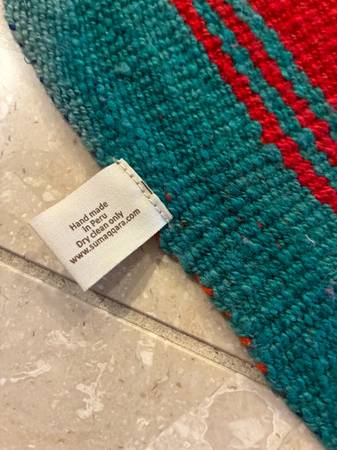 Hand made
in Peru
Dry clean only
www.sumaqqara.com